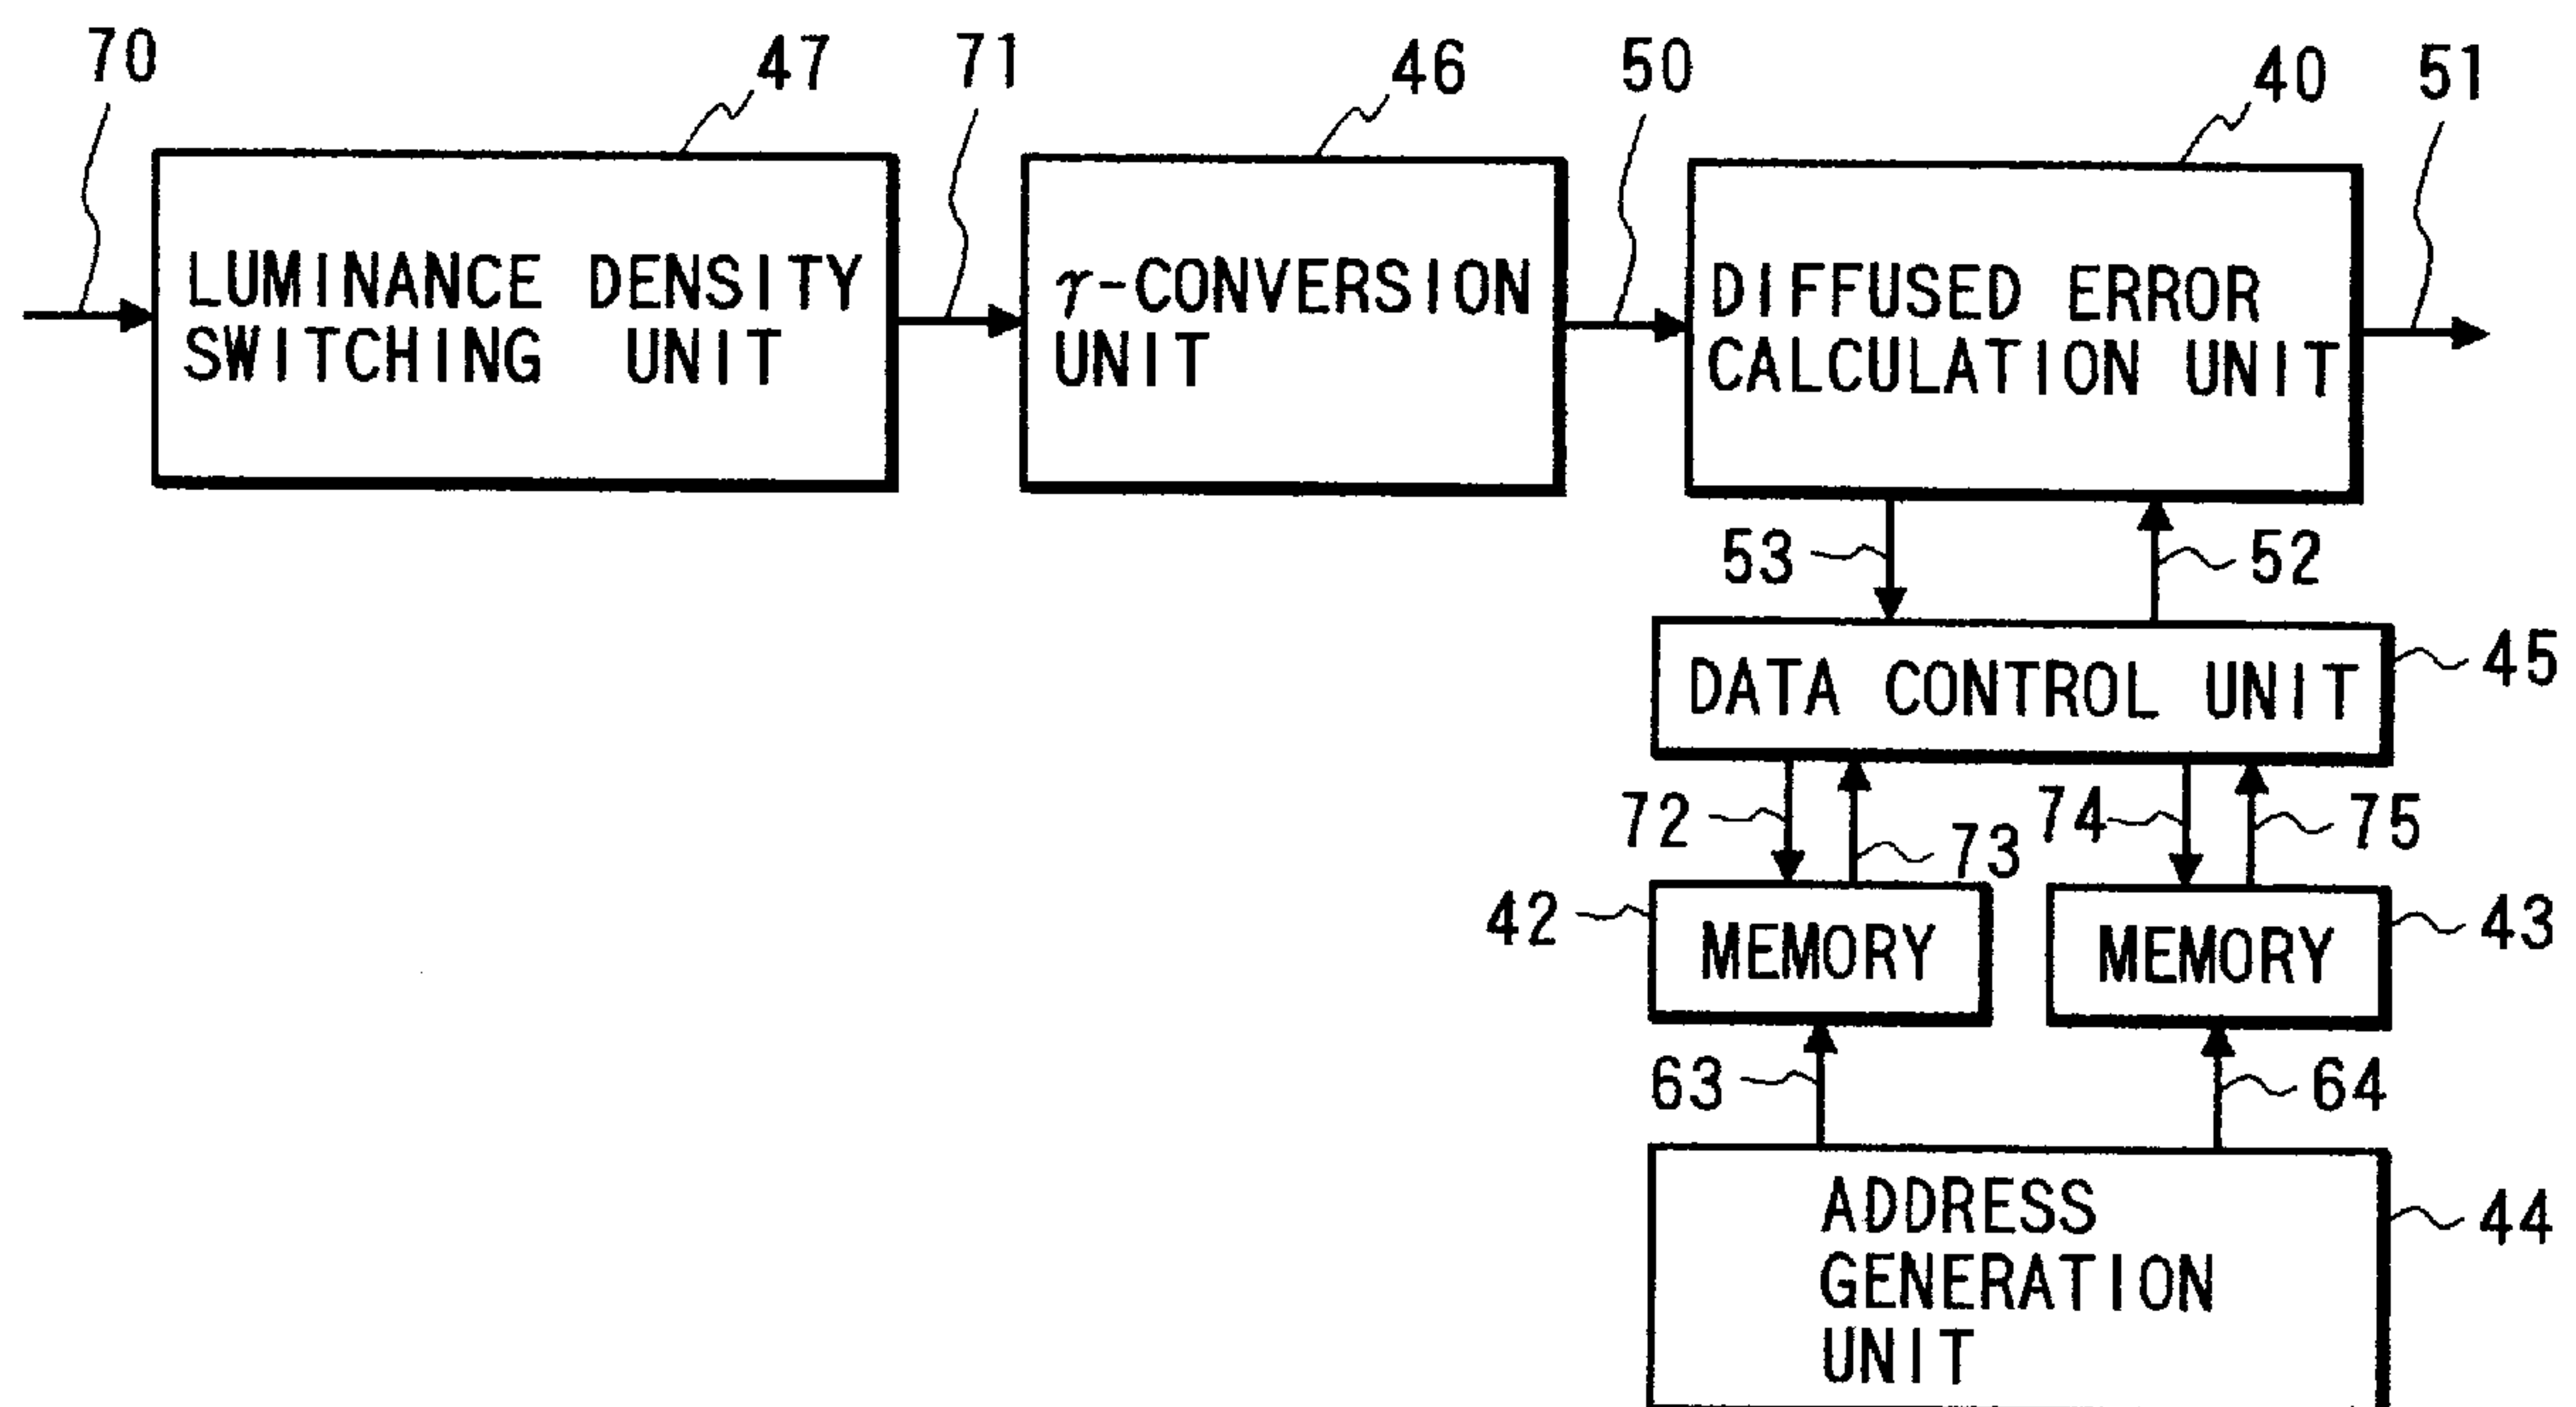 70
47
71
46
50
40
51
LUMINANCE DENSITY
SWITCHING UNIT
γ-CONVERSION
UNIT
DIFFUSED ERROR
CALCULATION UNIT
53
52
DATA CONTROL UNIT
45
72
73
74
75
42
MEMORY
MEMORY
43
63
64
ADDRESS
GENERATION
UNIT
44